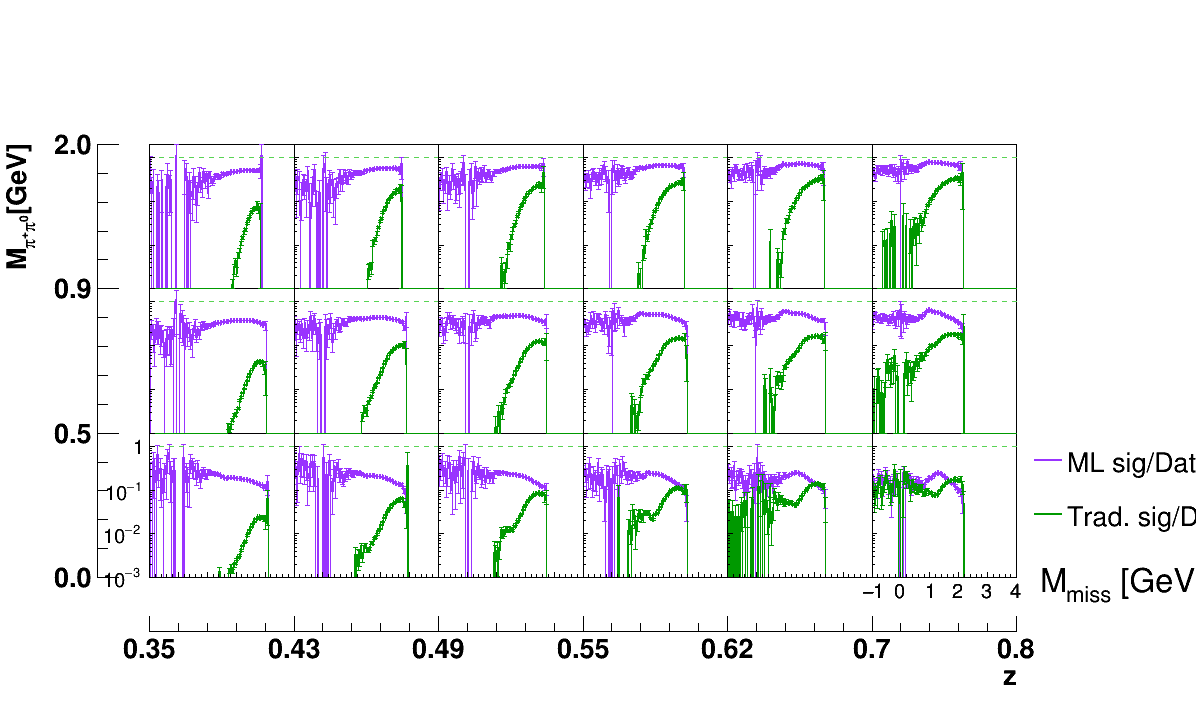 2.0
M π⁺π⁰ [GeV]
0.9
0.5
1
10⁻¹
10⁻²
10⁻³
0.0
ML sig/Dat
Trad. sig/D
M miss [GeV
−1 0 1 2 3 4
0.35 0.43 0.49 0.55 0.62 0.7 0.8
z